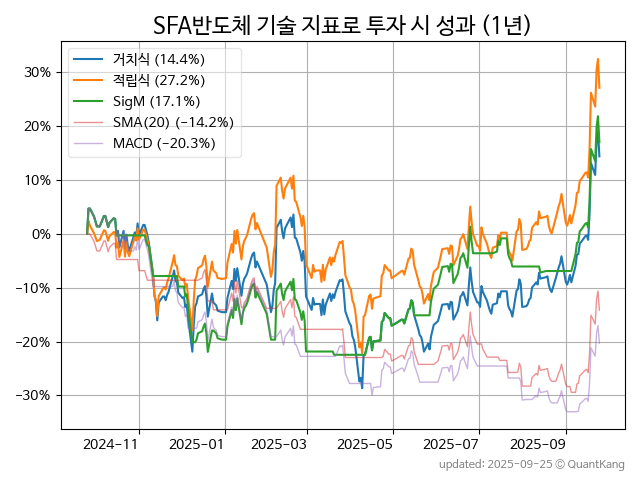 SFA반도체 기술 지표로 투자 시 성과 (1년)
거치식 (14.4%)
적립식 (27.2%)
SigM (17.1%)
SMA(20) (−14.2%)
MACD (−20.3%)
30%
20%
10%
0%
−10%
−20%
−30%
2024−11 2025−01 2025−03 2025−05 2025−07 2025−09
updated: 2025−09−25 ⓒ QuantKang